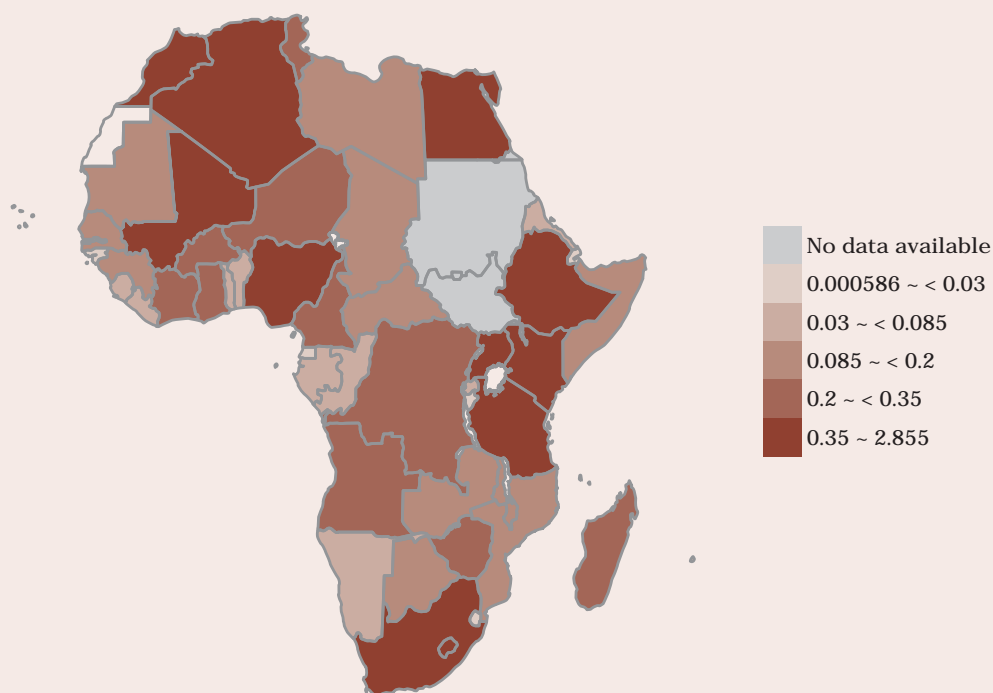 No data available
0.000586 ~ < 0.03
0.03 ~ < 0.085
0.085 ~ < 0.2
0.2 ~ < 0.35
0.35 ~ 2.855